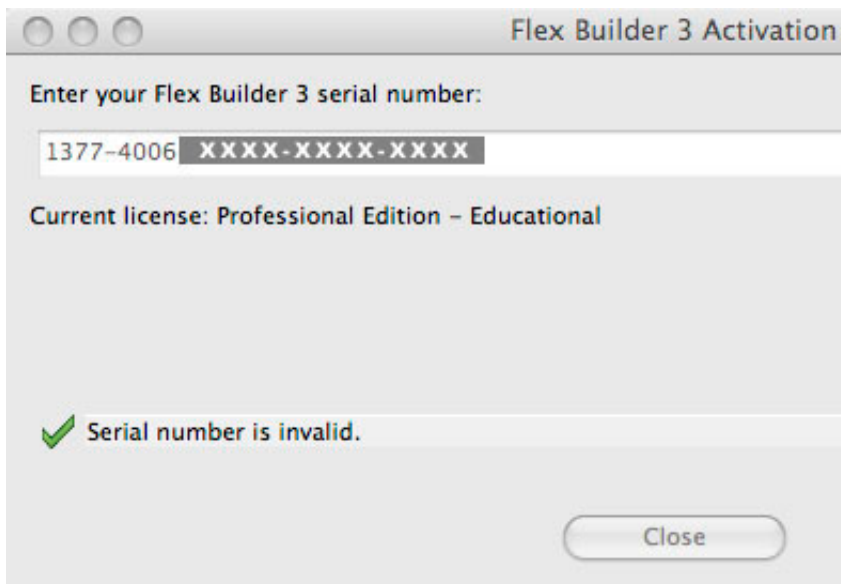 Flex Builder 3 Activation
Enter your Flex Builder 3 serial number:
1377-4006 XXXX-XXXX-XXXX
Current license: Professional Edition – Educational
Serial number is invalid.
Close